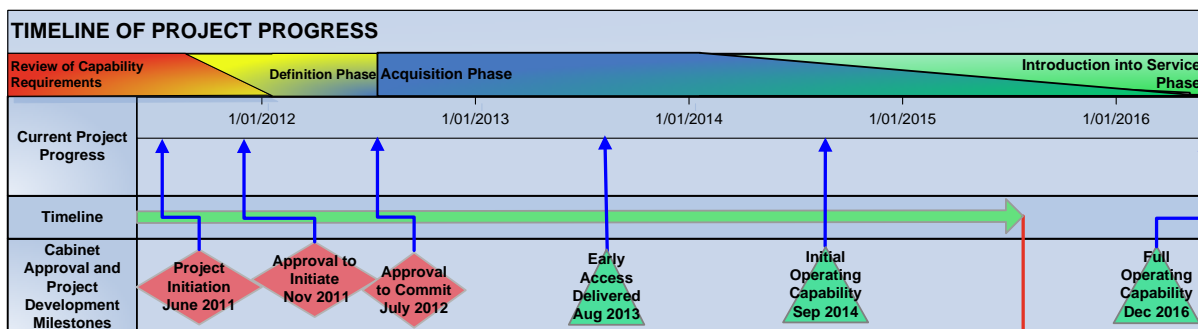 TIMELINE OF PROJECT PROGRESS
Review of Capability
Requirements
Definition Phase
Acquisition Phase
Introduction into Service
Phase
Current Project
Progress
1/01/2012
1/01/2013
1/01/2014
1/01/2015
1/01/2016
Timeline
Cabinet
Approval and
Project
Development
Milestones
Project
Initiation
June 2011
Approval to
Initiate
Nov 2011
Approval
to Commit
July 2012
Early
Access
Delivered
Aug 2013
Initial
Operating
Capability
Sep 2014
Full
Operating
Capability
Dec 2016